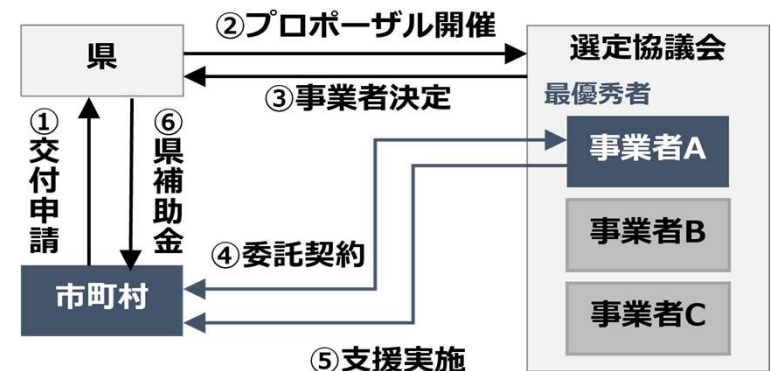 ②プロポーザル開催
県
選定協議会
③事業者決定
最優秀者
①交付申請
⑥県補助金
事業者A
事業者B
④委託契約
市町村
事業者C
⑤支援実施